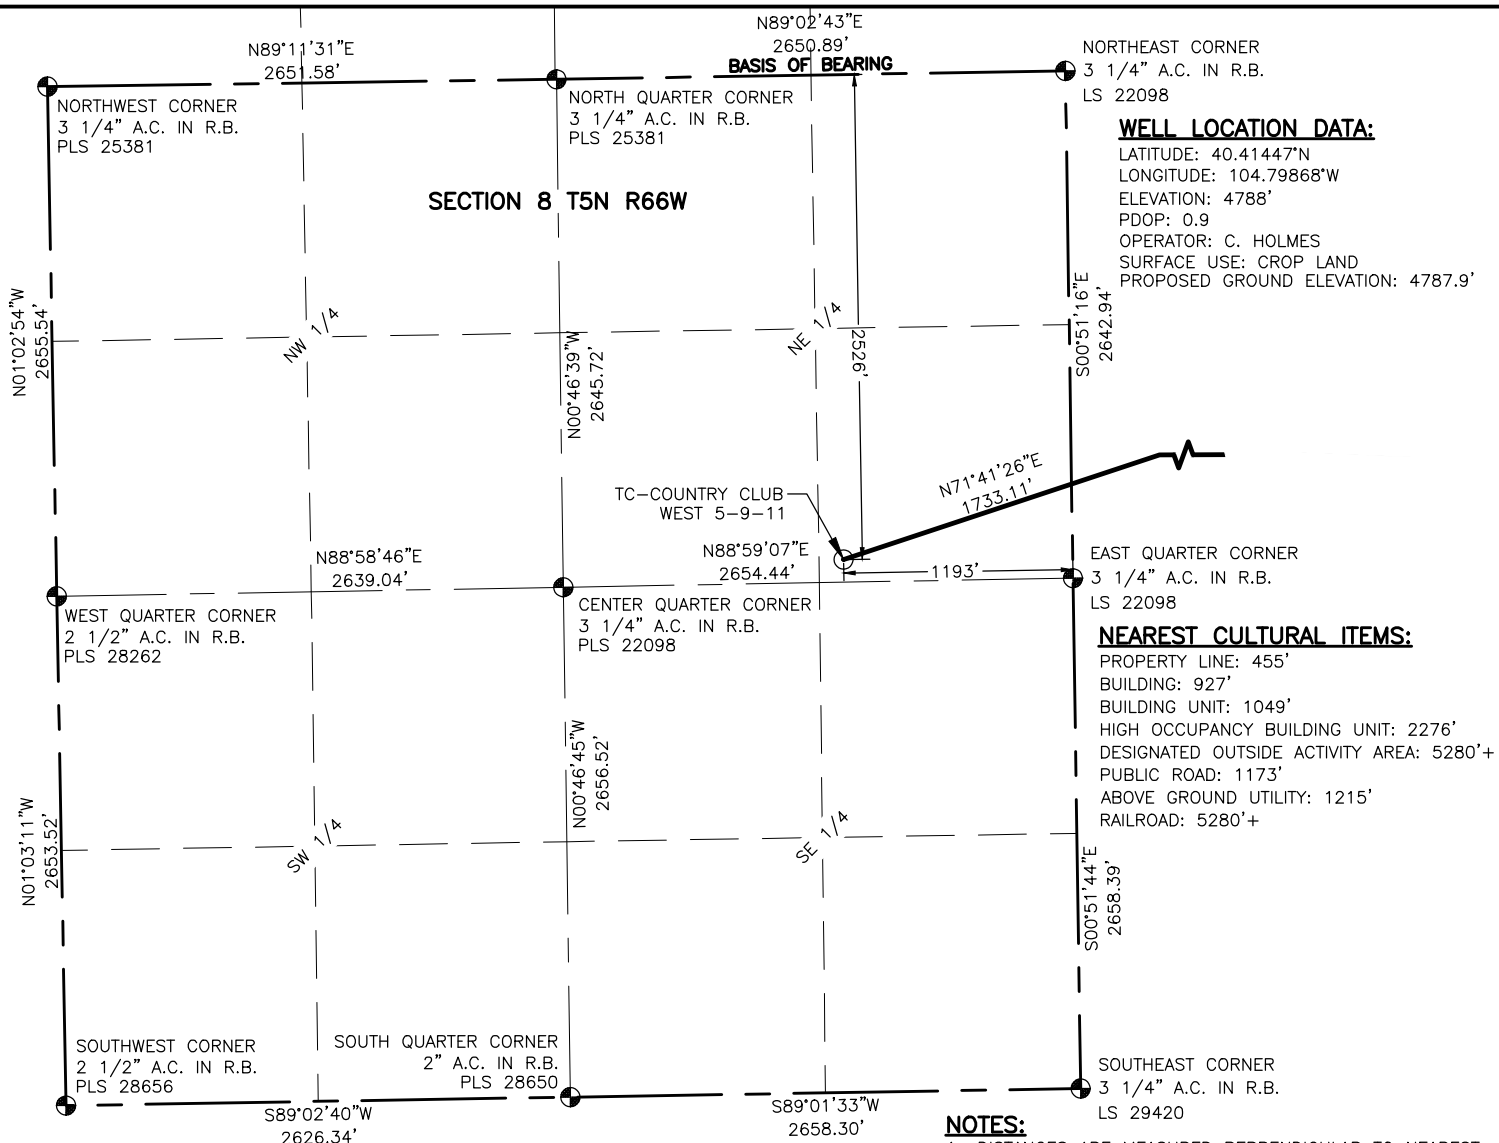 N89°11'31"E
2651.58'
N89°02'43"E
2650.89'
BASIS OF BEARING
NORTHEAST CORNER
3 1/4" A.C. IN R.B.
LS 22098
NORTHWEST CORNER
3 1/4" A.C. IN R.B.
PLS 25381
NORTH QUARTER CORNER
3 1/4" A.C. IN R.B.
PLS 25381
WELL LOCATION DATA:
LATITUDE: 40.41447°N
LONGITUDE: 104.79868°W
ELEVATION: 4788'
PDOP: 0.9
OPERATOR: C. HOLMES
SURFACE USE: CROP LAND
PROPOSED GROUND ELEVATION: 4787.9'
SECTION 8 T5N R66W
N01°02'54"W
2655.54'
NW 1/4
N00°46'39"W
2645.72'
NE 1/4
2526'
S00°51'16"E
2642.94'
N71°41'26"E
1733.11'
TC-COUNTRY CLUB
WEST 5-9-11
N88°58'46"E
2639.04'
N88°59'07"E
2654.44'
1193'
EAST QUARTER CORNER
3 1/4" A.C. IN R.B.
LS 22098
WEST QUARTER CORNER
2 1/2" A.C. IN R.B.
PLS 28262
CENTER QUARTER CORNER
3 1/4" A.C. IN R.B.
PLS 22098
NEAREST CULTURAL ITEMS:
PROPERTY LINE: 455'
BUILDING: 927'
BUILDING UNIT: 1049'
HIGH OCCUPANCY BUILDING UNIT: 2276'
DESIGNATED OUTSIDE ACTIVITY AREA: 5280'+
PUBLIC ROAD: 1173'
ABOVE GROUND UTILITY: 1215'
RAILROAD: 5280'+
N01°03'11"W
2653.52'
SW 1/4
N00°46'45"W
2656.52'
SE 1/4
S00°51'44"E
2658.39'
SOUTHWEST CORNER
2 1/2" A.C. IN R.B.
PLS 28656
SOUTH QUARTER CORNER
2" A.C. IN R.B.
PLS 28650
SOUTHEAST CORNER
3 1/4" A.C. IN R.B.
LS 29420
S89°02'40"W
2626.34'
S89°01'33"W
2658.30'
NOTES: